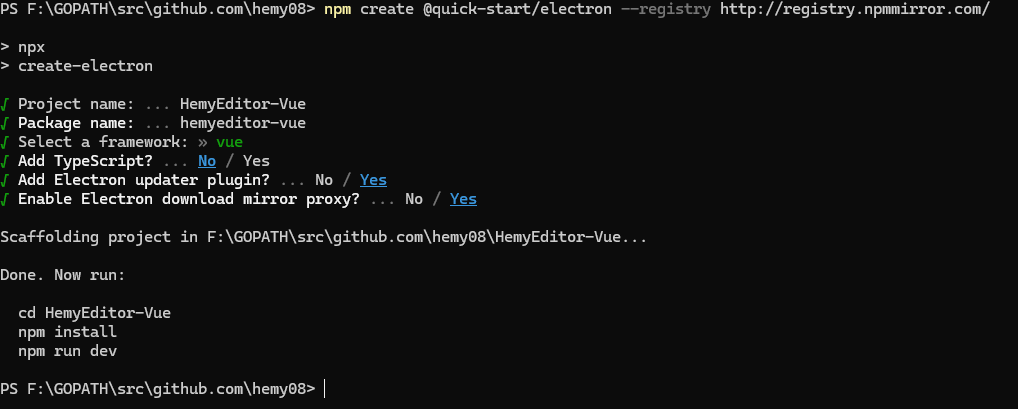 PS F:\GOPATH\src\github.com\hemy08> npm create @quick-start/electron --registry http://registry.npmmirror.com/
> npx
> create-electron
√ Project name: ... HemyEditor-Vue
√ Package name: ... hemyeditor-vue
√ Select a framework: » vue
√ Add TypeScript? ... No / Yes
√ Add Electron updater plugin? ... No / Yes
√ Enable Electron download mirror proxy? ... No / Yes
Scaffolding project in F:\GOPATH\src\github.com\hemy08\HemyEditor-Vue...
Done. Now run:
cd HemyEditor-Vue
npm install
npm run dev
PS F:\GOPATH\src\github.com\hemy08>